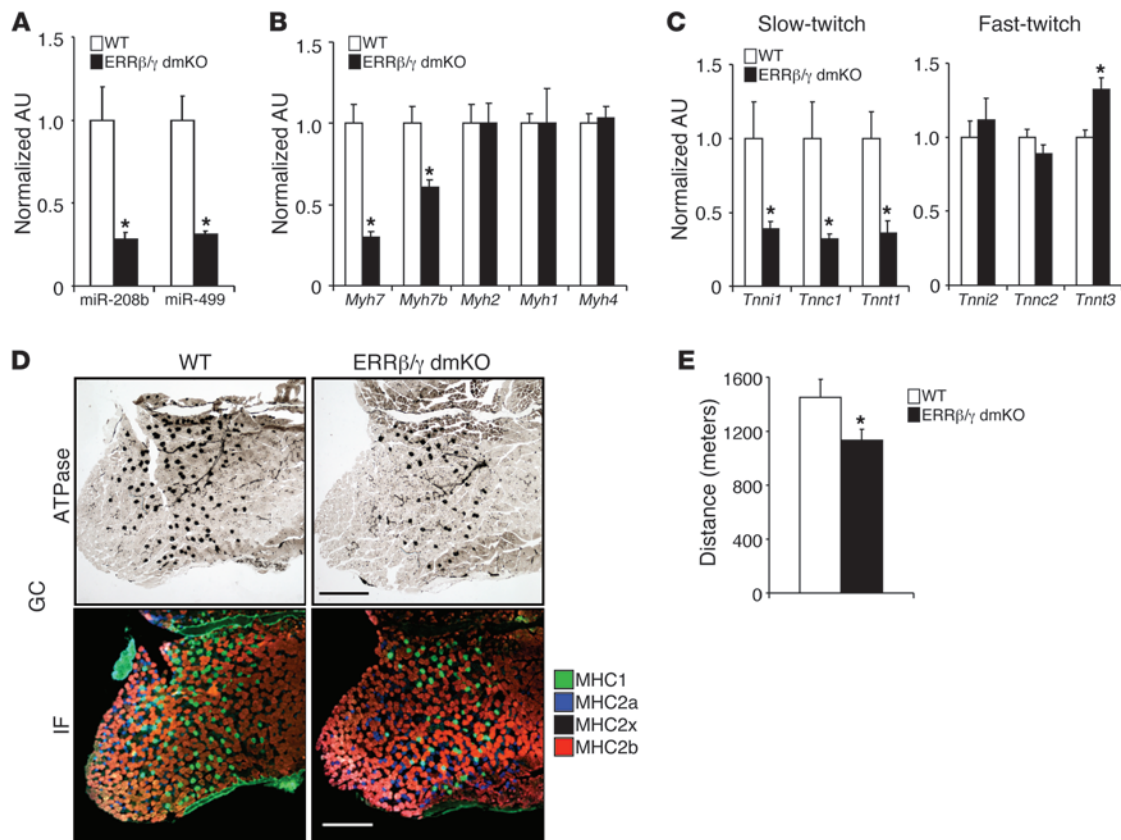 A
WT
ERRβ/γ dmKO
Normalized AU
1.5
1.0
0.5
0
*
*
miR-208b miR-499
B
WT
ERRβ/γ dmKO
Normalized AU
1.5
1.0
0.5
0
*
*
Myh7 Myh7b Myh2 Myh1 Myh4
C
Slow-twitch
WT
ERRβ/γ dmKO
Normalized AU
1.5
1.0
0.5
0
*
*
*
Tnni1 Tnnc1 Tnnt1
Fast-twitch
1.5
1.0
0.5
0
*
Tnni2 Tnnc2 Tnnt3
D
WT ERRβ/γ dmKO
GC
ATPase
IF
MHC1
MHC2a
MHC2x
MHC2b
E
Distance (meters)
1600
1200
800
400
0
*
WT
ERRβ/γ dmKO